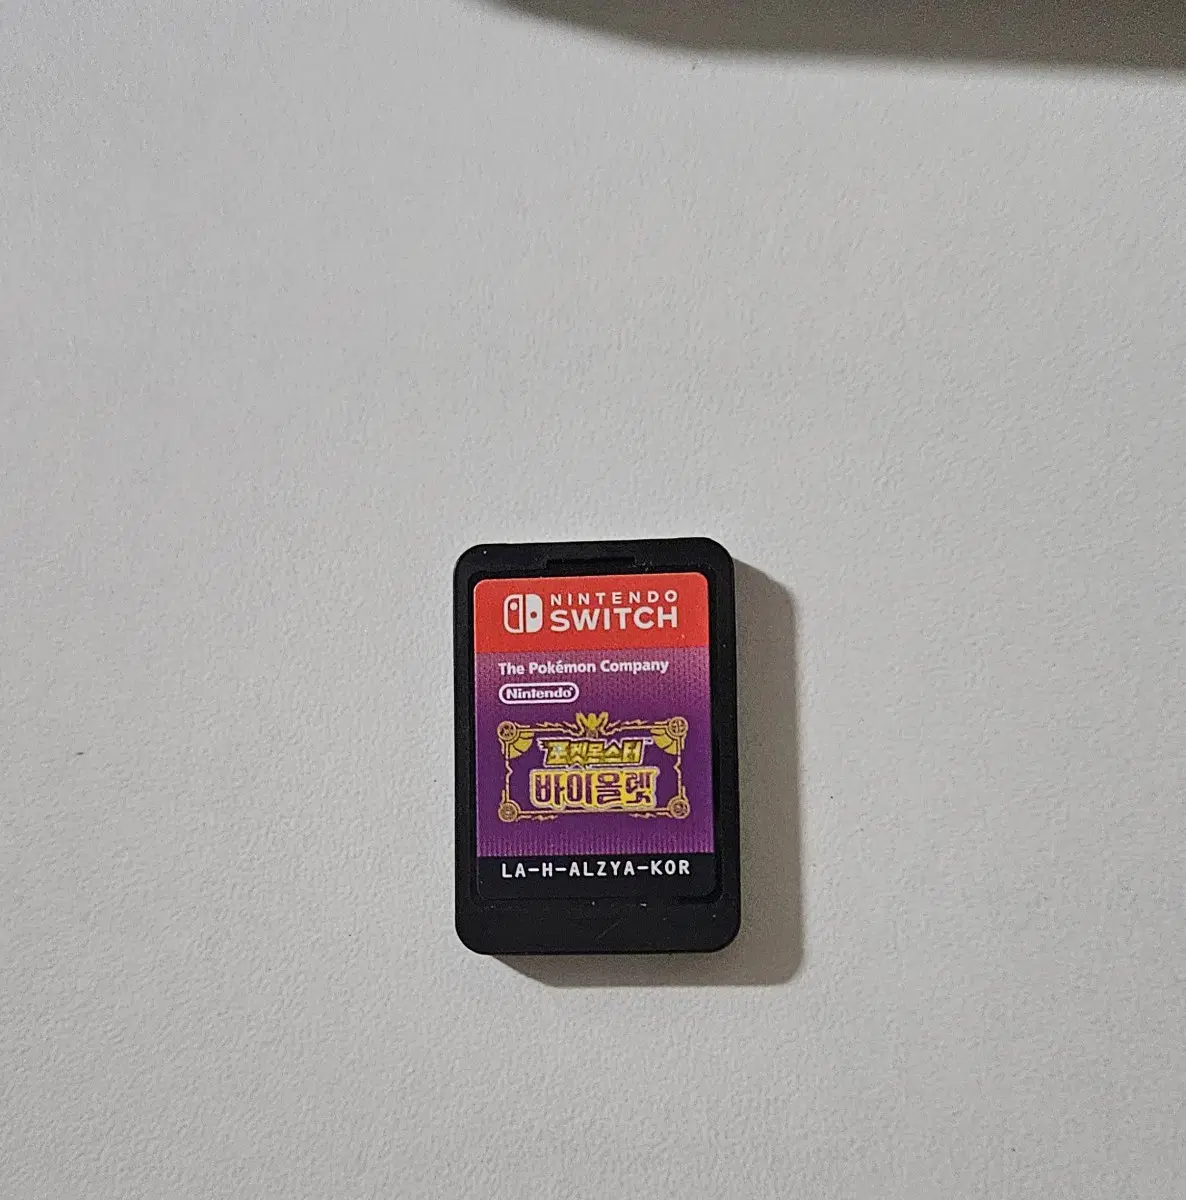 NINTENDO
SWITCH
The Pokémon Company
Nintendo
포켓몬스터
바이올렛
LA-H-ALZYA-KOR